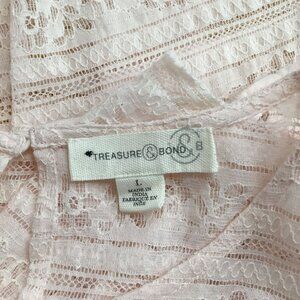 TREASURE & BOND & B
L
MADE IN
INDIA
FABRIQUÉ EN
INDE